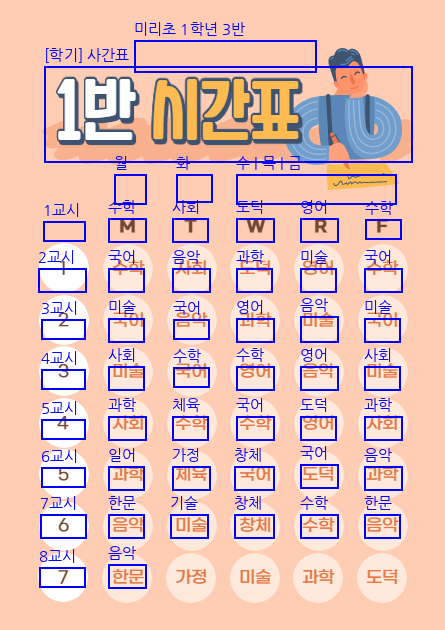 미리초 1학년 3반
[학기] 사간표
1반 시간표
월 화 수 | 목 | 금
1교시 수학 사회 도덕 영어 수학
M T W R F
2교시 국어 음악 과학 미술 국어
1 수학 사회 도덕 영어 수학
3교시 미술 국어 영어 음악 미술
2 국어 음악 과학 미술 국어
4교시 사회 수학 수학 영어 사회
3 미술 국어 영어 음악 미술
5교시 과학 체육 국어 도덕 과학
4 사회 수학 수학 영어 사회
6교시 일어 가정 창체 국어 음악
5 과학 체육 국어 도덕 과학
7교시 한문 기술 창체 수학 한문
6 음악 미술 창체 수학 음악
8교시 음악
7 한문 가정 미술 과학 도덕